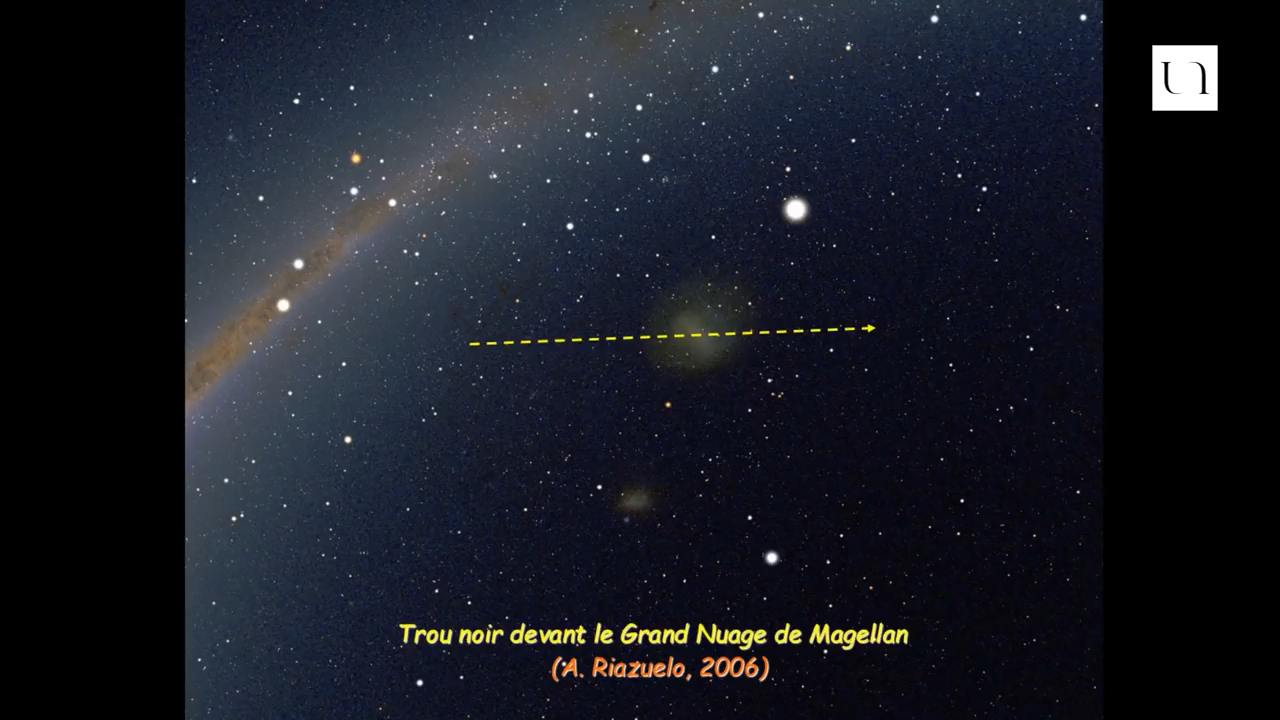 Trou noir devant le Grand Nuage de Magellan
(A. Riazuelo, 2006)